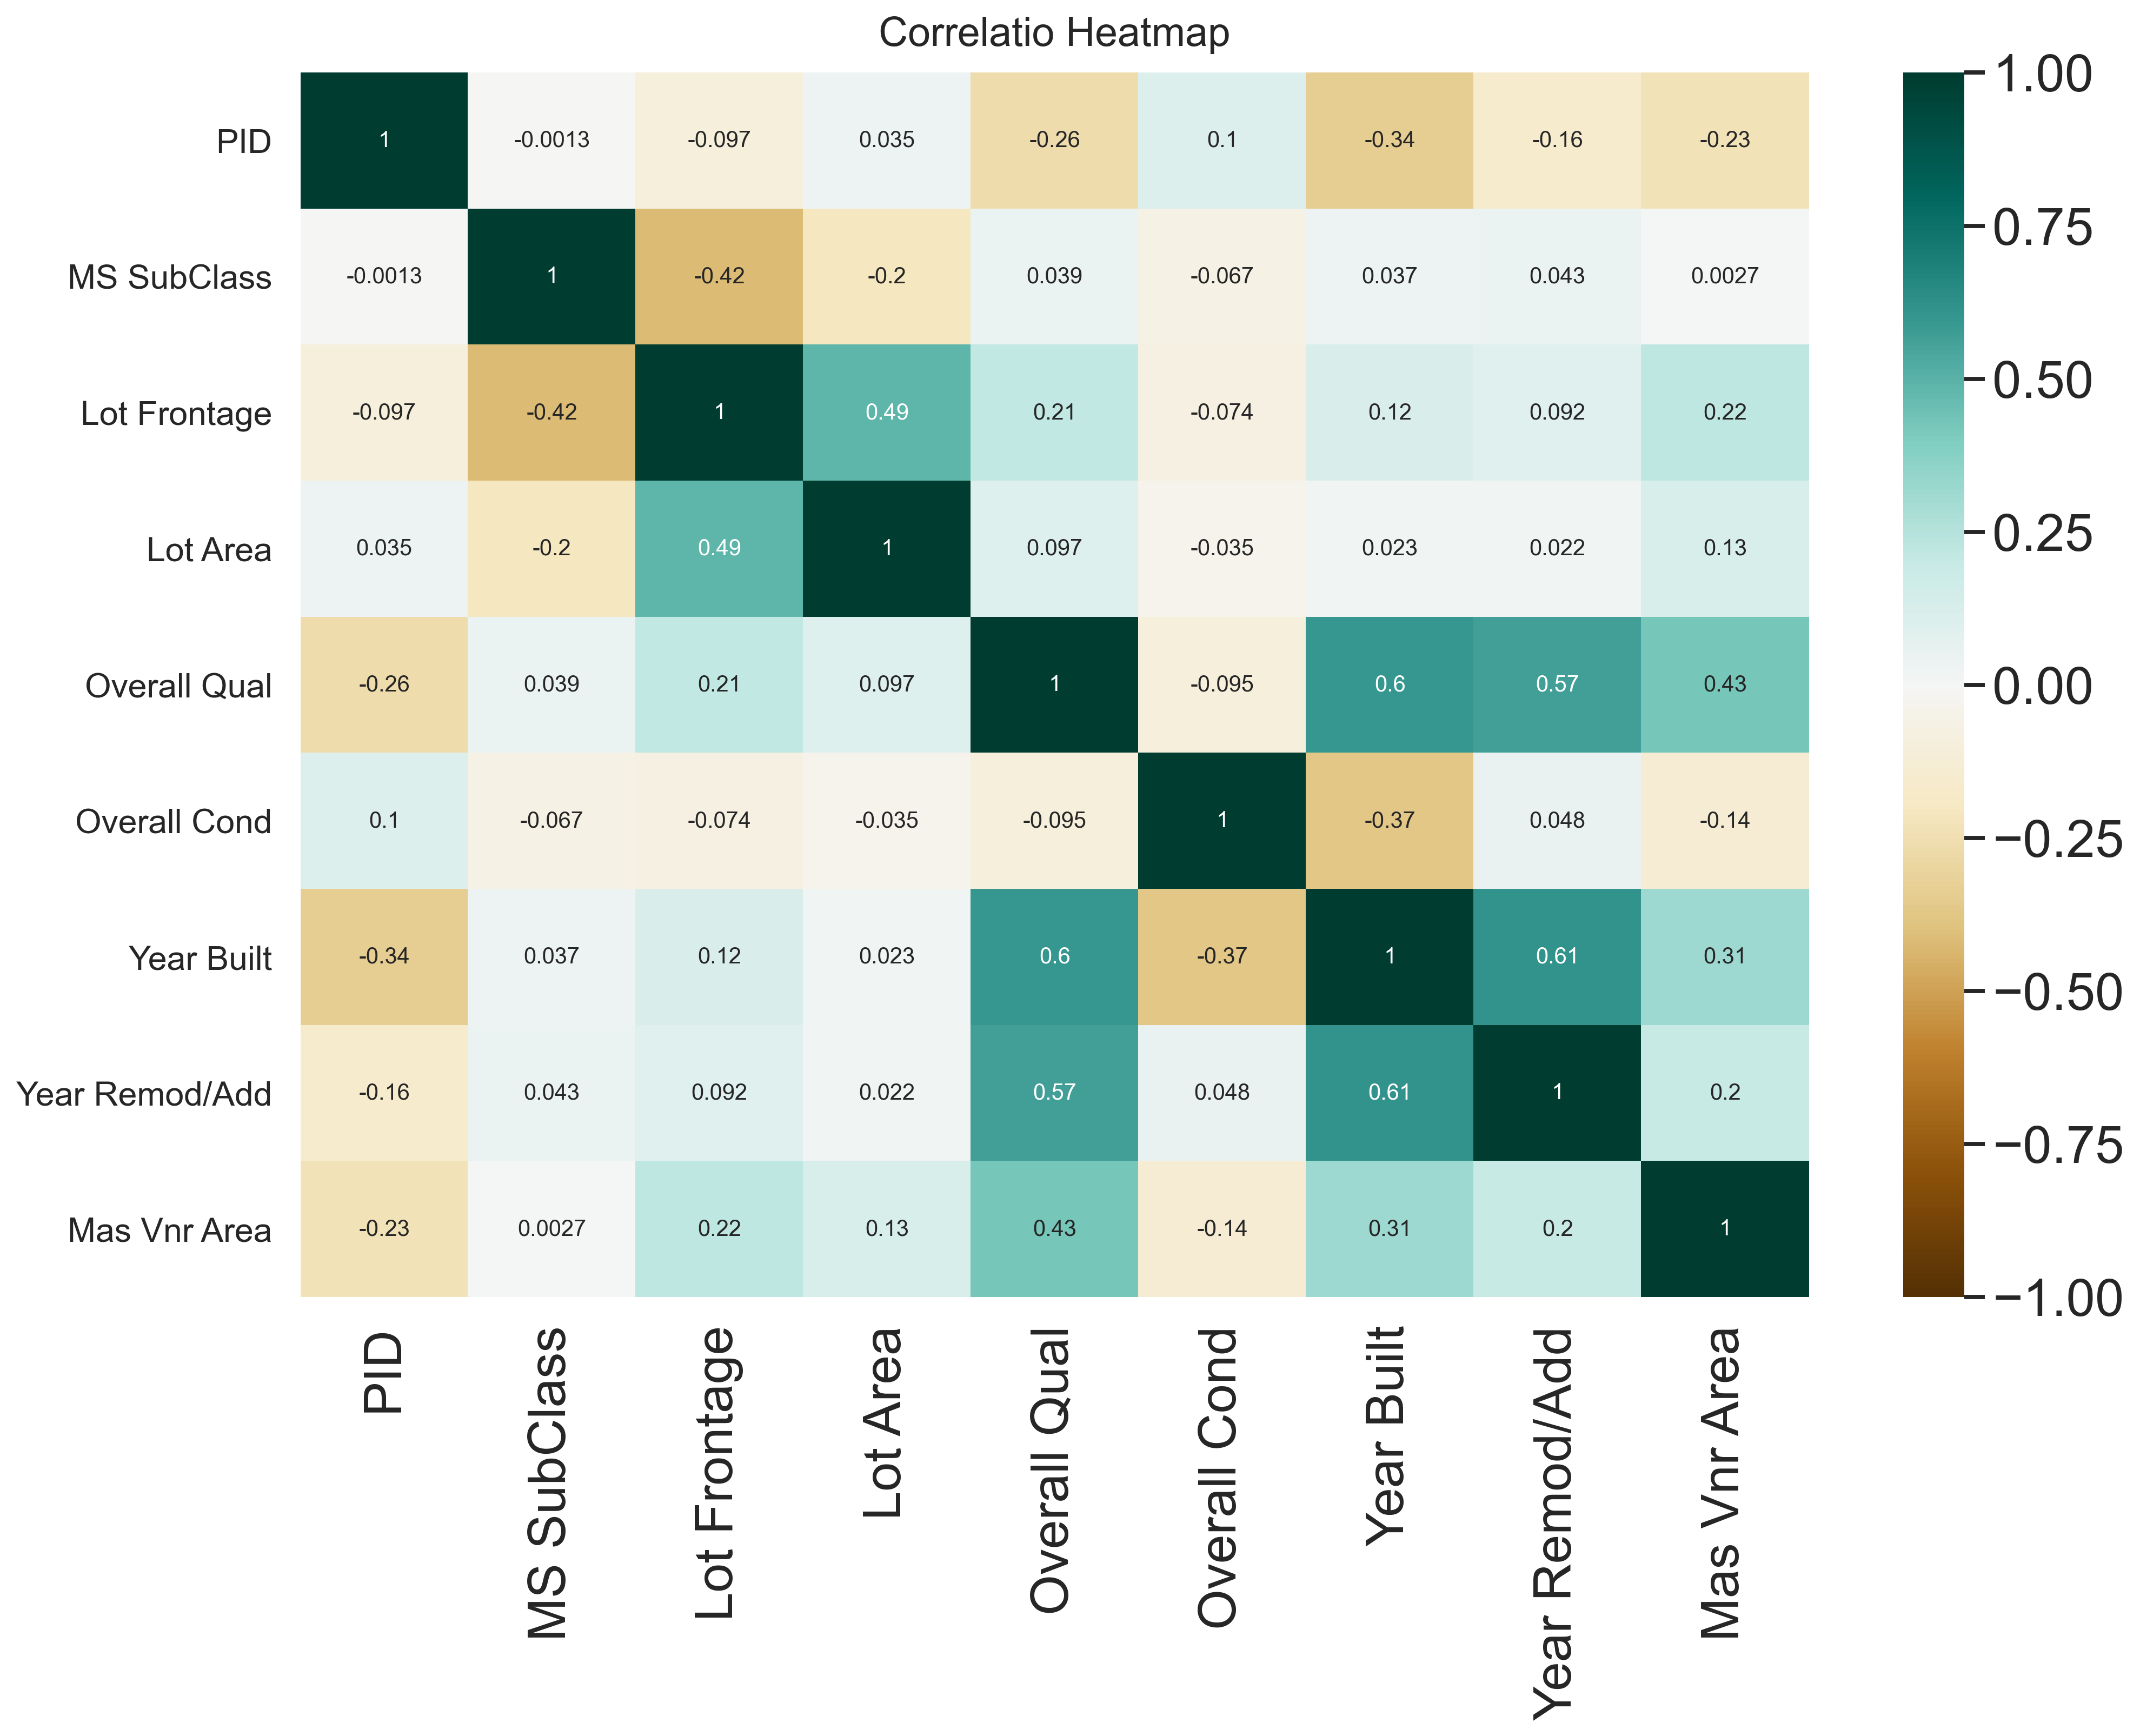 Correlatio Heatmap
PID 1 -0.0013 -0.097 0.035 -0.26 0.1 -0.34 -0.16 -0.23
MS SubClass -0.0013 1 -0.42 -0.2 0.039 -0.067 0.037 0.043 0.0027
Lot Frontage -0.097 -0.42 1 0.49 0.21 -0.074 0.12 0.092 0.22
Lot Area 0.035 -0.2 0.49 1 0.097 -0.035 0.023 0.022 0.13
Overall Qual -0.26 0.039 0.21 0.097 1 -0.095 0.6 0.57 0.43
Overall Cond 0.1 -0.067 -0.074 -0.035 -0.095 1 -0.37 0.048 -0.14
Year Built -0.34 0.037 0.12 0.023 0.6 -0.37 1 0.61 0.31
Year Remod/Add -0.16 0.043 0.092 0.022 0.57 0.048 0.61 1 0.2
Mas Vnr Area -0.23 0.0027 0.22 0.13 0.43 -0.14 0.31 0.2 1
PID
MS SubClass
Lot Frontage
Lot Area
Overall Qual
Overall Cond
Year Built
Year Remod/Add
Mas Vnr Area
1.00
0.75
0.50
0.25
0.00
−0.25
−0.50
−0.75
−1.00